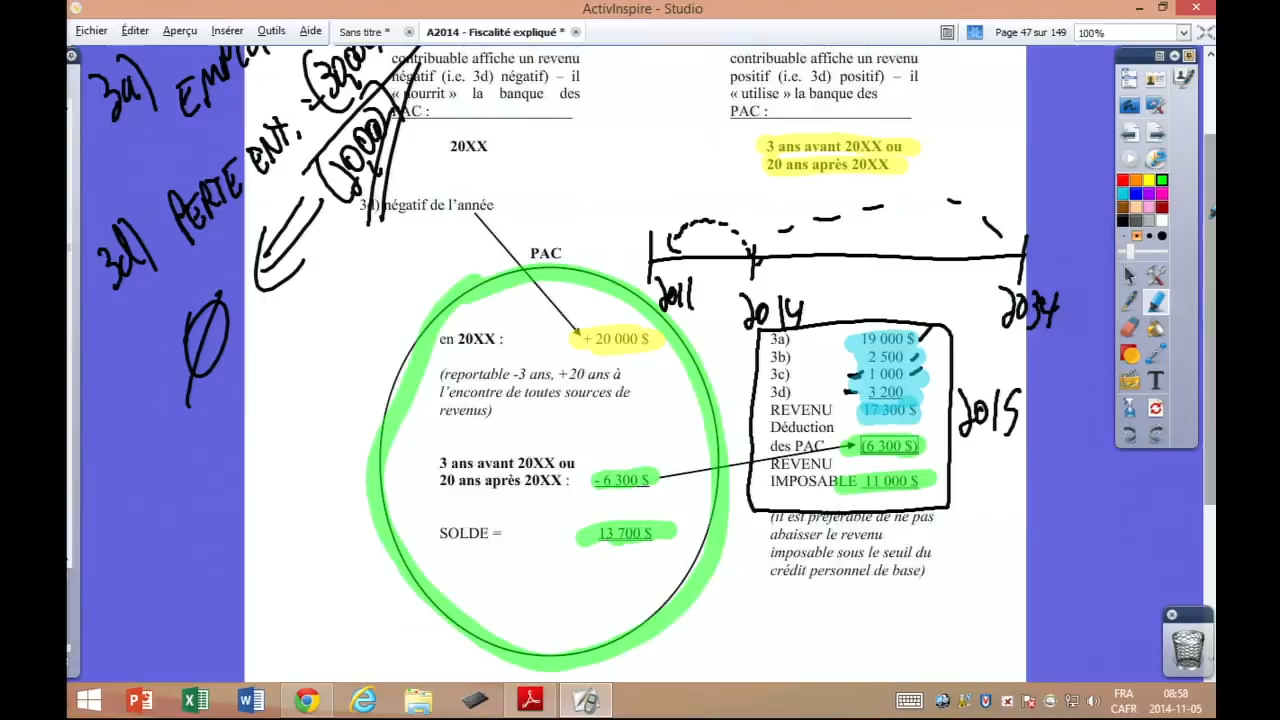 ActivInspire - Studio
Fichier Éditer Aperçu Insérer Outils Aide
Sans titre *
A2014 - Fiscalité expliqué *
Page 47 sur 149
100%
3a)
PERTE ENT.
3d)
Ø
contribuable affiche un revenu
négatif (i.e. 3d) négatif) – il
« nourrit » la banque des
PAC :
20XX
3d) négatif de l'année
contribuable affiche un revenu
positif (i.e. 3d) positif) – il
« utilise » la banque des
PAC :
3 ans avant 20XX ou
20 ans après 20XX
2011
2014
2034
PAC
en 20XX : + 20 000 $
(reportable -3 ans, +20 ans à
l'encontre de toutes sources de
revenus)
3 ans avant 20XX ou
20 ans après 20XX : - 6 300 $
SOLDE = 13 700 $
3a) 19 000 $
3b) 2 500
3c) 1 000
3d) 3 200
REVENU 17 300 $
Déduction
des PAC (6 300 $)
REVENU
IMPOSABLE 11 000 $
2015
(il est préférable de ne pas
abaisser le revenu
imposable sous le seuil du
crédit personnel de base)
FRA
CAFR
08:58
2014-11-05